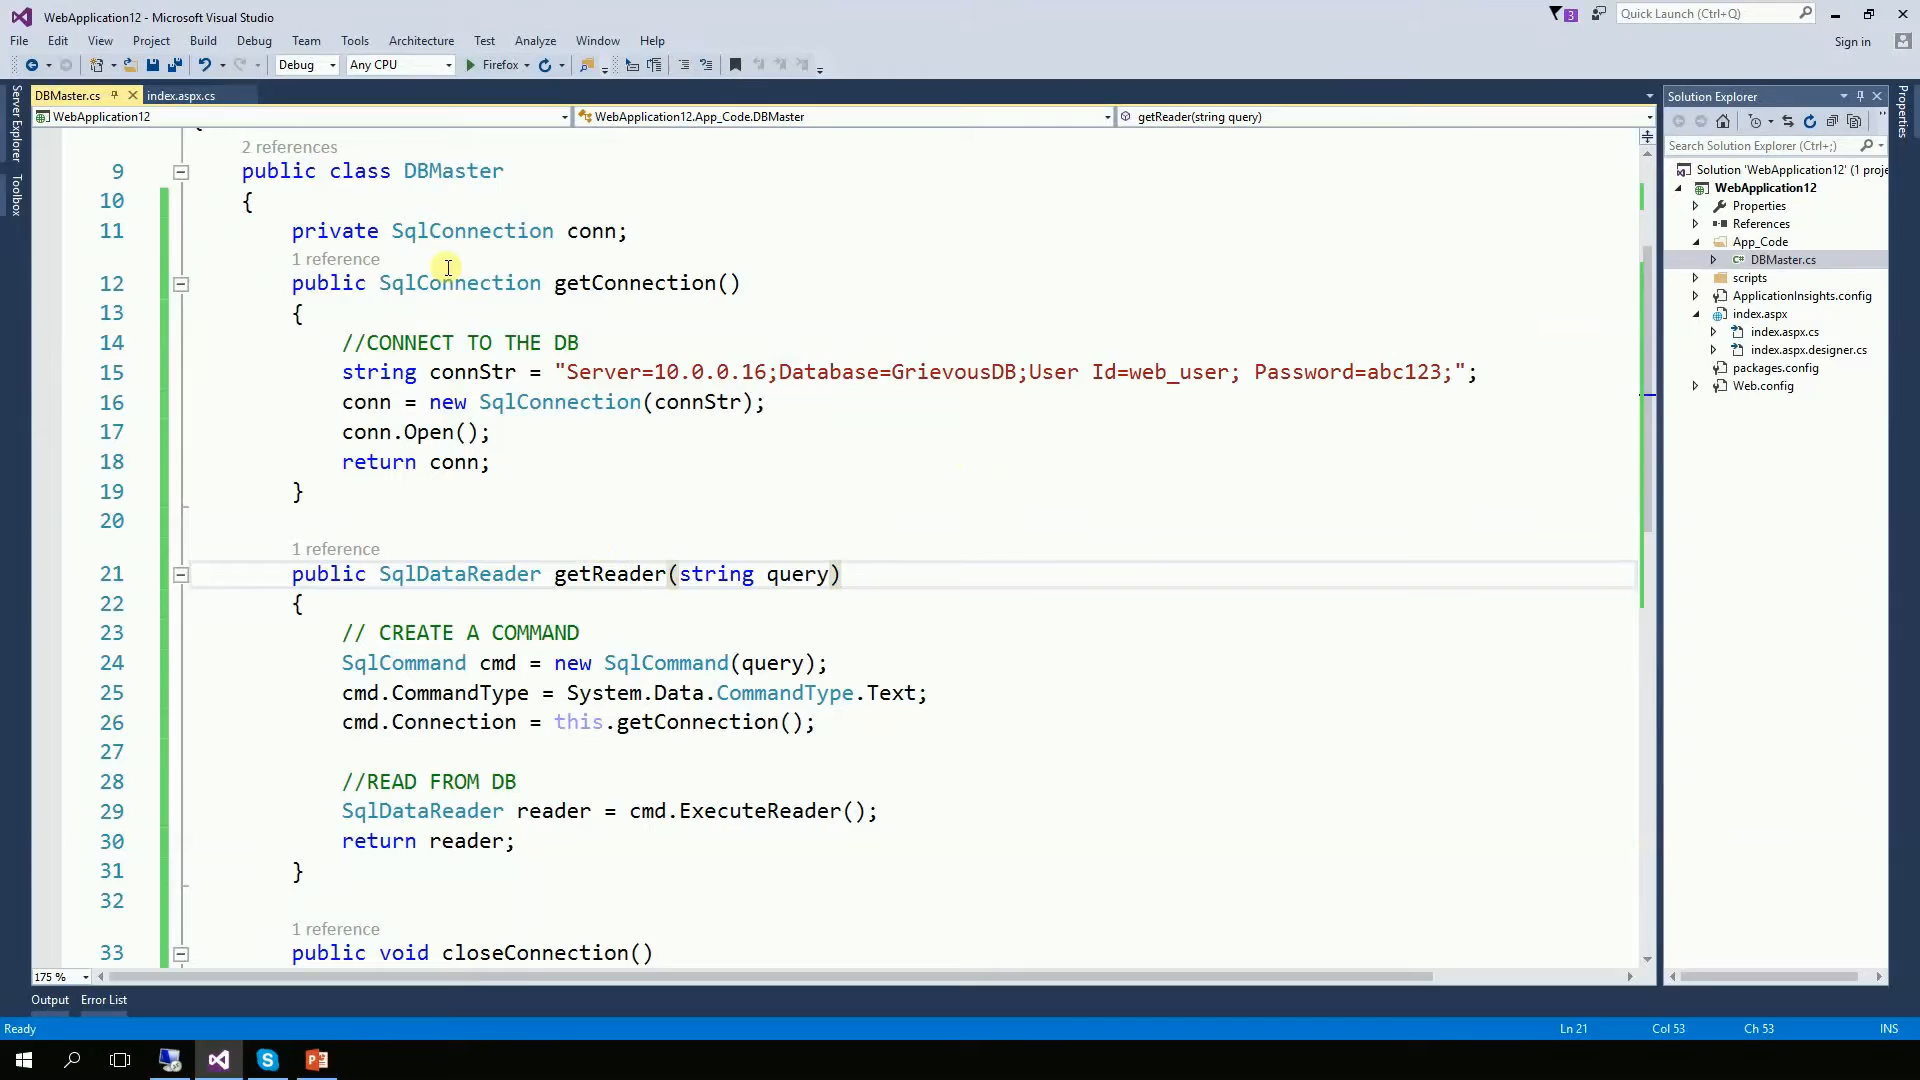 WebApplication12 - Microsoft Visual Studio
3
Quick Launch (Ctrl+Q)
File Edit View Project Build Debug Team Tools Architecture Test Analyze Window Help
Sign in
Debug Any CPU Firefox
DBMaster.cs index.aspx.cs
WebApplication12 WebApplication12.App_Code.DBMaster getReader(string query)
Server Explorer
Toolbox
2 references
9 public class DBMaster
10 {
11 private SqlConnection conn;
1 reference
12 public SqlConnection getConnection()
13 {
14 //CONNECT TO THE DB
15 string connStr = "Server=10.0.0.16;Database=GrievousDB;User Id=web_user; Password=abc123;";
16 conn = new SqlConnection(connStr);
17 conn.Open();
18 return conn;
19 }
20
1 reference
21 public SqlDataReader getReader(string query)
22 {
23 // CREATE A COMMAND
24 SqlCommand cmd = new SqlCommand(query);
25 cmd.CommandType = System.Data.CommandType.Text;
26 cmd.Connection = this.getConnection();
27
28 //READ FROM DB
29 SqlDataReader reader = cmd.ExecuteReader();
30 return reader;
31 }
32
1 reference
33 public void closeConnection()
175 %
Solution Explorer
Search Solution Explorer (Ctrl+;)
Solution 'WebApplication12' (1 proje
WebApplication12
Properties
References
App_Code
C# DBMaster.cs
scripts
ApplicationInsights.config
index.aspx
index.aspx.cs
index.aspx.designer.cs
packages.config
Web.config
Properties
Output Error List
Ready Ln 21 Col 53 Ch 53 INS